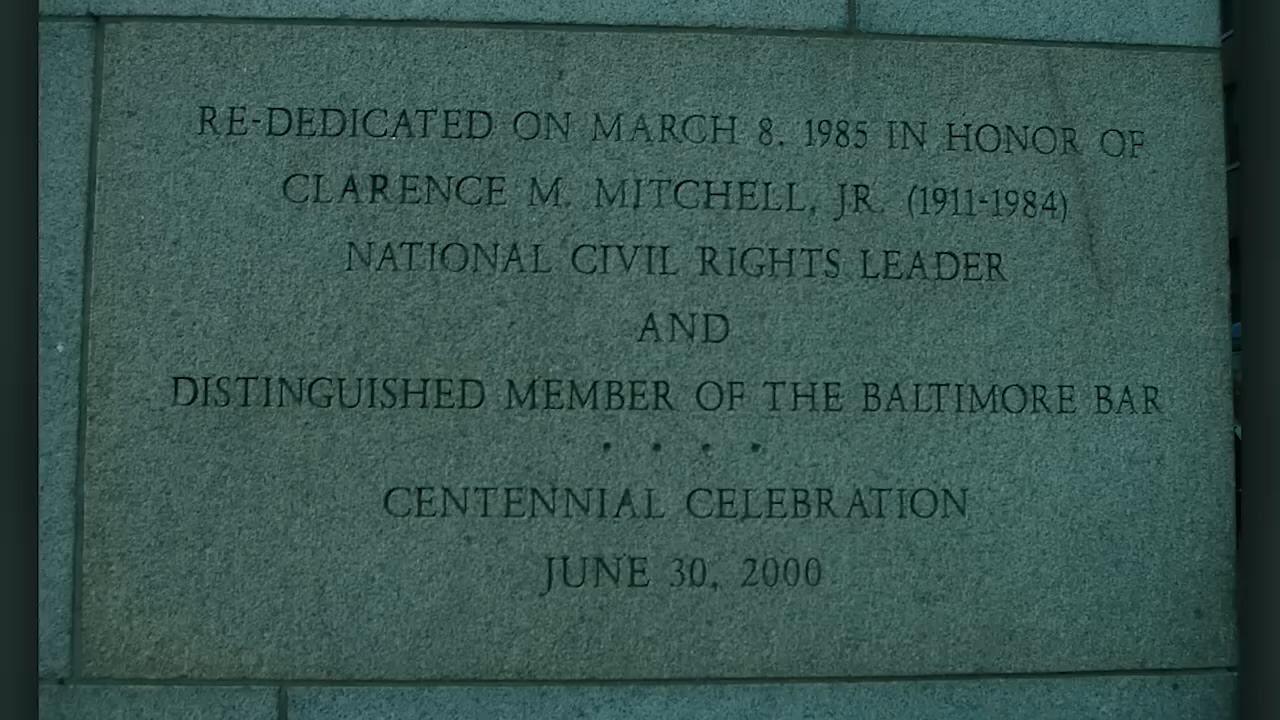 RE-DEDICATED ON MARCH 8, 1985 IN HONOR OF
CLARENCE M. MITCHELL, JR. (1911-1984)
NATIONAL CIVIL RIGHTS LEADER
AND
DISTINGUISHED MEMBER OF THE BALTIMORE BAR
• • • •
CENTENNIAL CELEBRATION
JUNE 30, 2000